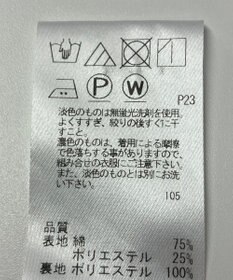 P W
P23
淡色のものは無蛍光洗剤を使用、
よくすすぎ、絞りの後すぐに干
すこと。
濃色のものは、着用による摩擦
で色落ちする事がありますので、
組み合せの衣服にご注意下さい。
また、淡色のものとは別にお洗
い下さい。
105
品質
表地 綿 75%
ポリエステル 25%
裏地 ポリエステル 100%